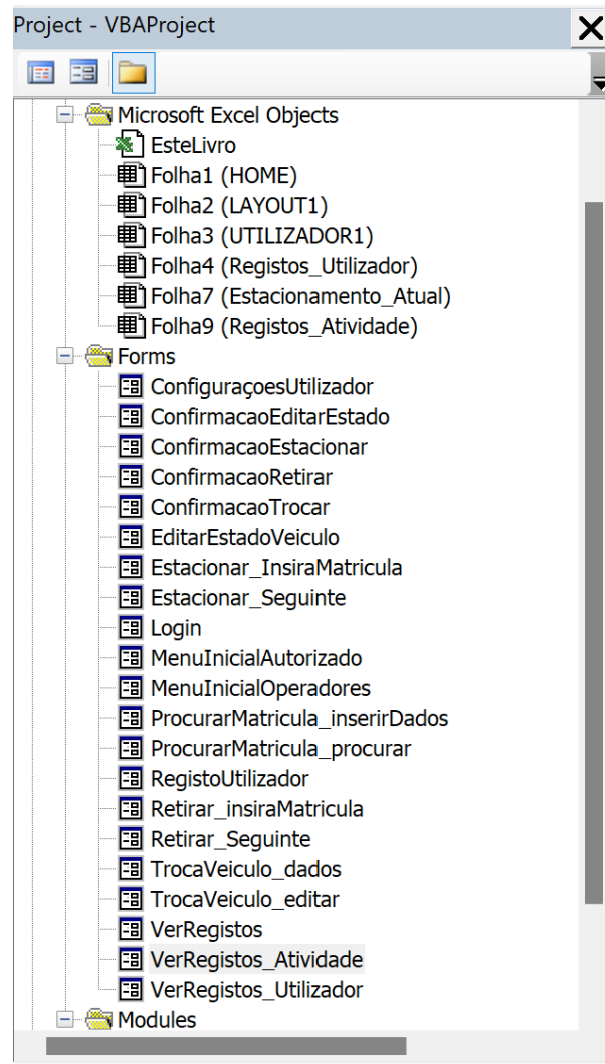 Project - VBAProject
Microsoft Excel Objects
EsteLivro
Folha1 (HOME)
Folha2 (LAYOUT1)
Folha3 (UTILIZADOR1)
Folha4 (Registos_Utilizador)
Folha7 (Estacionamento_Atual)
Folha9 (Registos_Atividade)
Forms
ConfiguraçoesUtilizador
ConfirmacaoEditarEstado
ConfirmacaoEstacionar
ConfirmacaoRetirar
ConfirmacaoTrocar
EditarEstadoVeiculo
Estacionar_InsiraMatricula
Estacionar_Seguinte
Login
MenuInicialAutorizado
MenuInicialOperadores
ProcurarMatricula_inserirDados
ProcurarMatricula_procurar
RegistoUtilizador
Retirar_insiraMatricula
Retirar_Seguinte
TrocaVeiculo_dados
TrocaVeiculo_editar
VerRegistos
VerRegistos_Atividade
VerRegistos_Utilizador
Modules